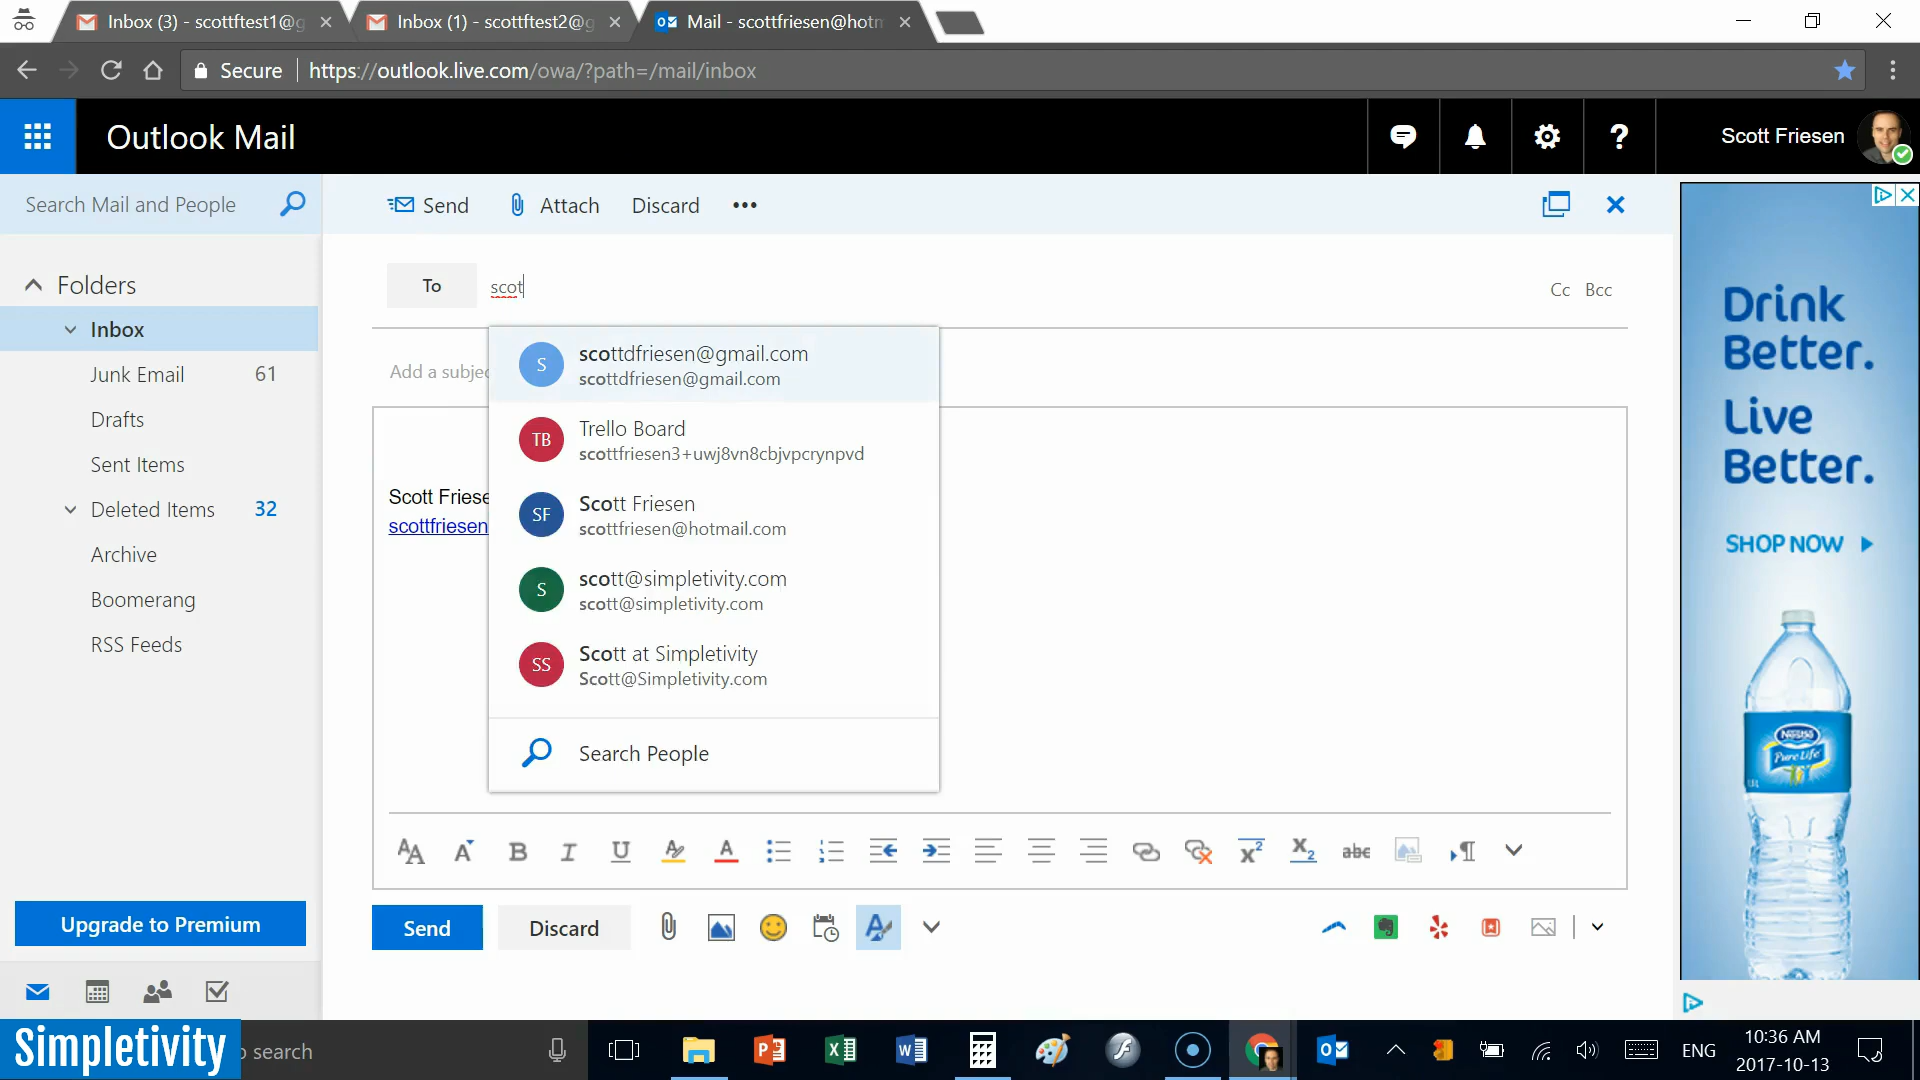 Inbox (3) - scottftest1@g
Inbox (1) - scottftest2@g
Mail - scottfriesen@hotm
Secure
https://outlook.live.com/owa/?path=/mail/inbox
Outlook Mail
Scott Friesen
Search Mail and People
Send
Attach
Discard
Folders
Inbox
Junk Email 61
Drafts
Sent Items
Deleted Items 32
Archive
Boomerang
RSS Feeds
Upgrade to Premium
To
scot
Cc
Bcc
Add a subjec
Scott Friese
scottfriesen
S
scottdfriesen@gmail.com
scottdfriesen@gmail.com
TB
Trello Board
scottfriesen3+uwj8vn8cbjvpcrynpvd
SF
Scott Friesen
scottfriesen@hotmail.com
S
scott@simpletivity.com
scott@simpletivity.com
SS
Scott at Simpletivity
Scott@Simpletivity.com
Search People
Send
Discard
Drink
Better.
Live
Better.
SHOP NOW
Nestlé
Pure Life
Simpletivity
o search
ENG
10:36 AM
2017-10-13